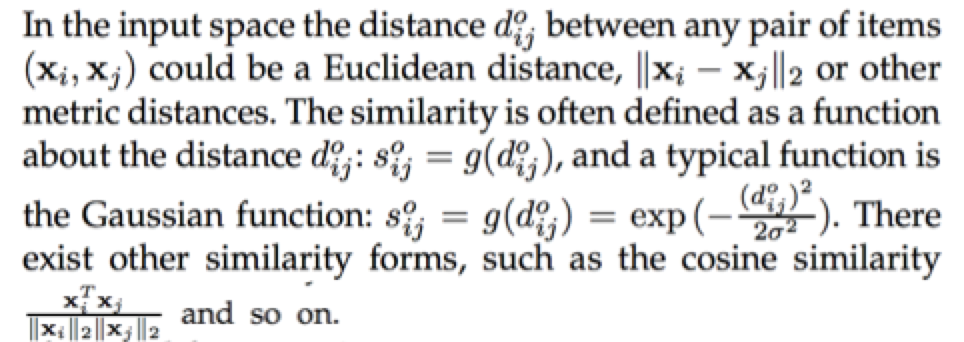 In the input space the distance $d_{ij}^o$ between any pair of items
$(\mathbf{x}_i, \mathbf{x}_j)$ could be a Euclidean distance, $\|\mathbf{x}_i - \mathbf{x}_j\|_2$ or other
metric distances. The similarity is often defined as a function
about the distance $d_{ij}^o$: $s_{ij}^o = g(d_{ij}^o)$, and a typical function is
the Gaussian function: $s_{ij}^o = g(d_{ij}^o) = \exp(-\frac{(d_{ij}^o)^2}{2\sigma^2})$. There
exist other similarity forms, such as the cosine similarity
$\frac{\mathbf{x}_i^T \mathbf{x}_j}{\|\mathbf{x}_i\|_2 \|\mathbf{x}_j\|_2}$ and so on.